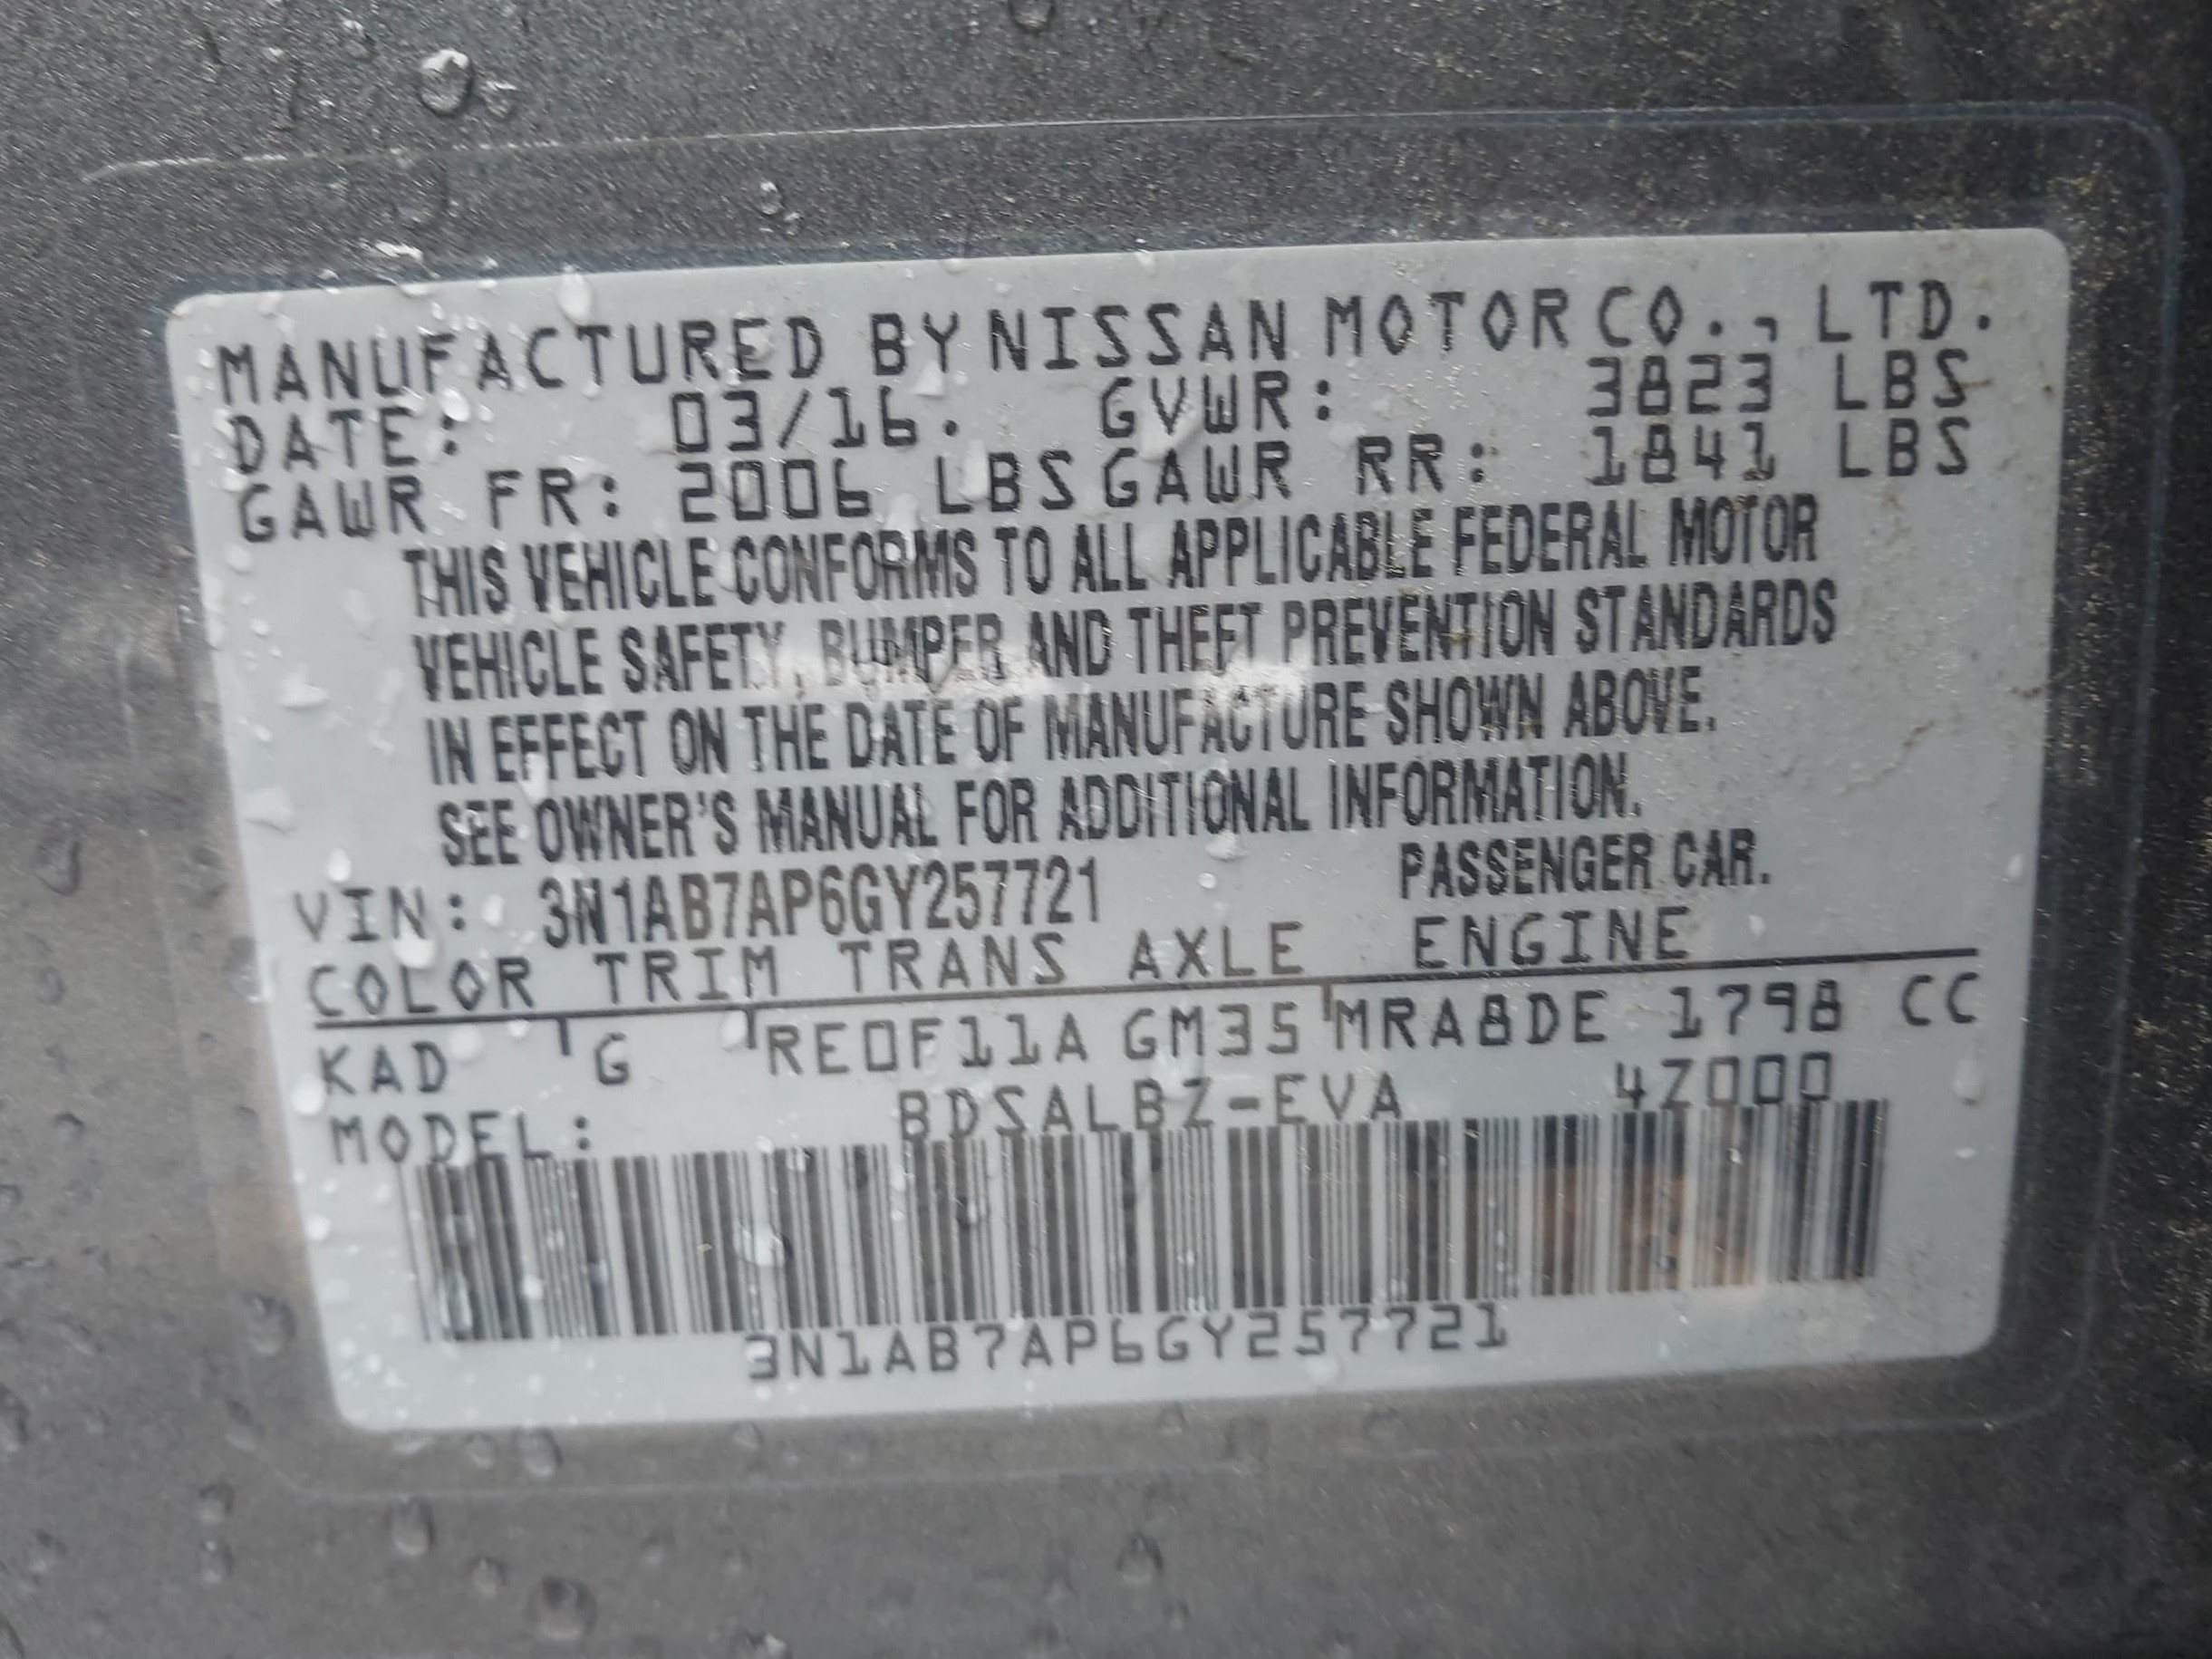 MANUFACTURED BY NISSAN MOTOR CO., LTD.
DATE: 03/16. GVWR: 3823 LBS
GAWR FR: 2006 LBS GAWR RR: 1841 LBS
THIS VEHICLE CONFORMS TO ALL APPLICABLE FEDERAL MOTOR
VEHICLE SAFETY, BUMPER AND THEFT PREVENTION STANDARDS
IN EFFECT ON THE DATE OF MANUFACTURE SHOWN ABOVE.
SEE OWNER'S MANUAL FOR ADDITIONAL INFORMATION.
VIN: 3N1AB7AP6GY257721 PASSENGER CAR.
COLOR TRIM TRANS AXLE ENGINE
KAD G RE0F11A GM35 MRA8DE 1798 CC
MODEL: BDSALBZ-EVA 4Z000
3N1AB7AP6GY257721